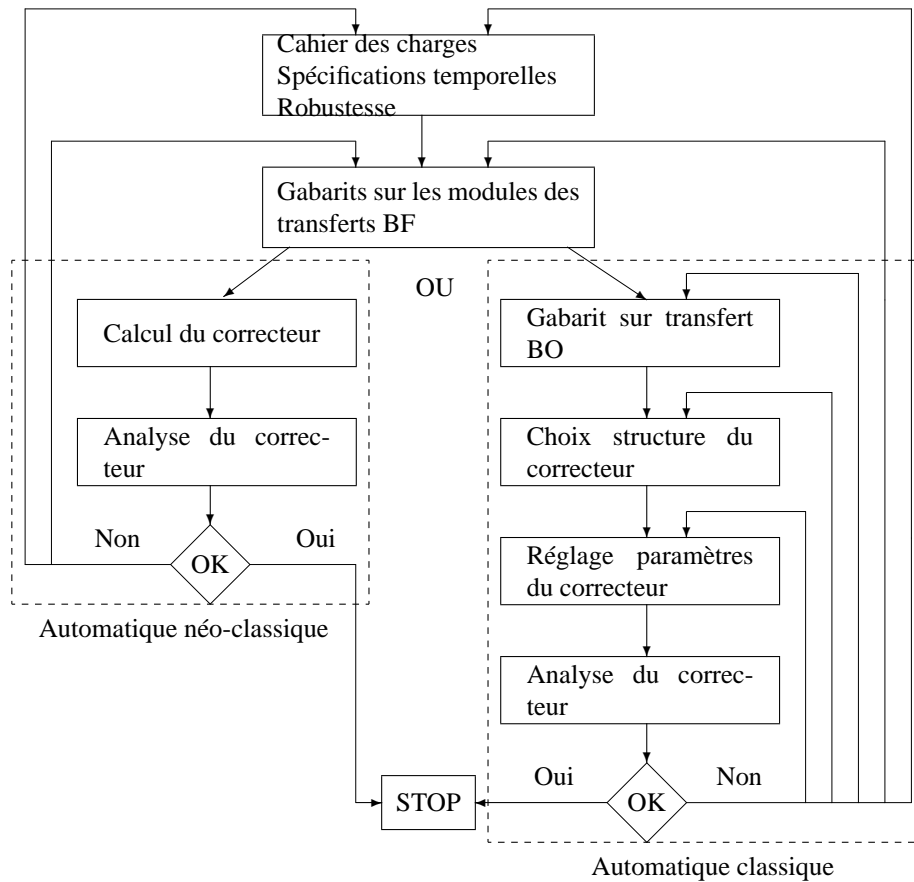 Cahier des charges
Spécifications temporelles
Robustesse
Gabarits sur les modules des
transferts BF
OU
Calcul du correcteur
Analyse du correc-
teur
Non
Oui
OK
Automatique néo-classique
Gabarit sur transfert
BO
Choix structure du
correcteur
Réglage paramètres
du correcteur
Analyse du correc-
teur
Oui
Non
OK
STOP
Automatique classique